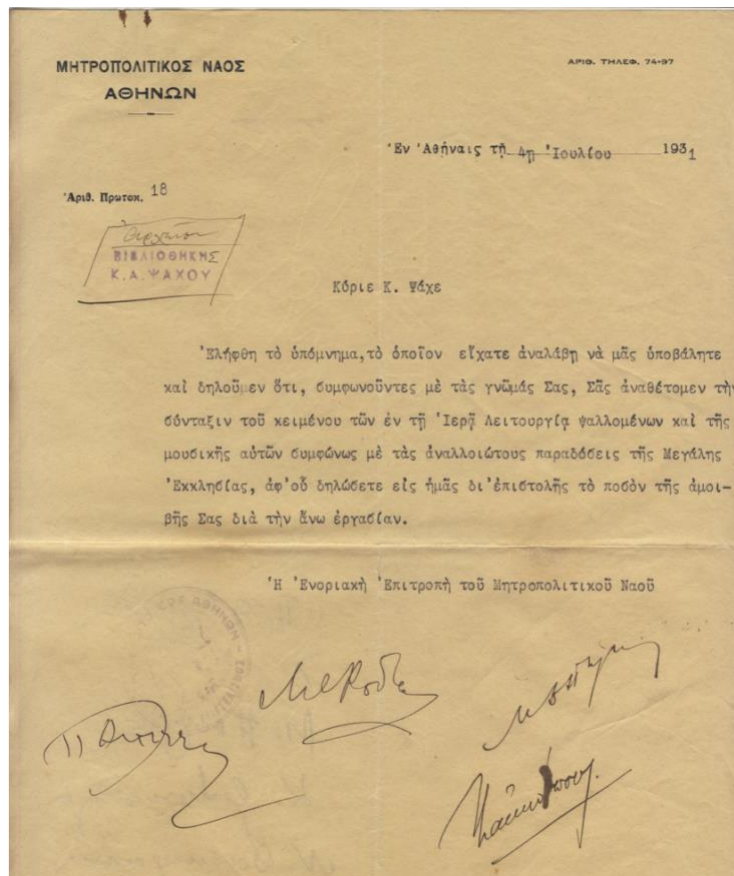 ΜΗΤΡΟΠΟΛΙΤΙΚΟΣ ΝΑΟΣ
ΑΘΗΝΩΝ
ΑΡΙΘ. ΤΗΛΕΦ. 74-97
Ἐν Ἀθήναις τῇ 4ῃ Ἰουλίου 1931
Ἀριθ. Πρωτοκ. 18
Ἀρχεῖον
ΒΙΒΛΙΟΘΗΚΗΣ
Κ.Α.ΨΑΧΟΥ
Κύριε Κ. Ψάχε
Ἐλήφθη τὸ ὑπόμνημα,τὸ ὁποῖον εἴχατε ἀναλάβῃ νὰ μᾶς ὑποβάλητε
καὶ δηλοῦμεν ὅτι, συμφωνοῦντες μὲ τὰς γνώμάς Σας, Σᾶς ἀναθέτομεν τὴν
σύνταξιν τοῦ κειμένου τῶν ἐν τῇ Ἱερᾷ Λειτουργίᾳ ψαλλομένων καὶ τῆς
μουσικῆς αὐτῶν συμφώνως μὲ τὰς ἀναλλοιώτους παραδόσεις τῆς Μεγάλης
Ἐκκλησίας, ἀφ'οὗ δηλώσετε εἰς ἡμᾶς δι'ἐπιστολῆς τὸ ποσὸν τῆς ἀμοι-
βῆς Σας διὰ τὴν ἄνω ἐργασίαν.
Ἡ Ἐνοριακὴ Ἐπιτροπὴ τοῦ Μητροπολιτικοῦ Ναοῦ